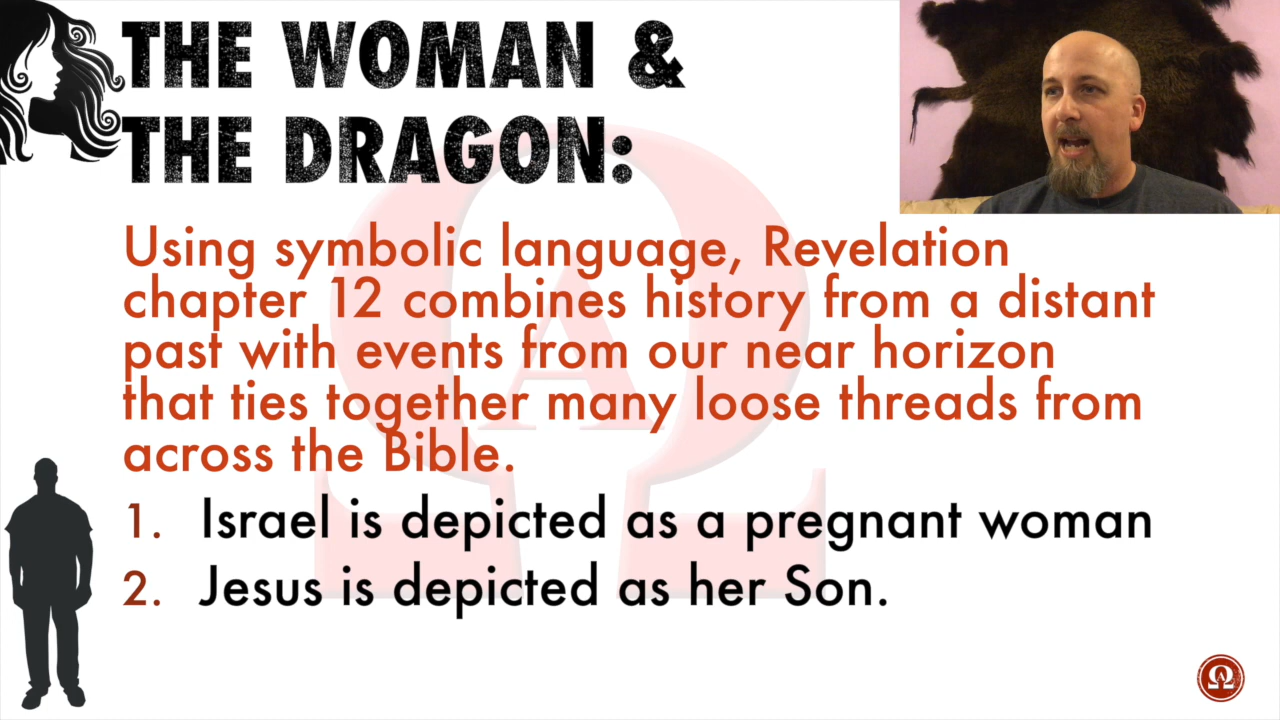 THE WOMAN &
THE DRAGON:
Using symbolic language, Revelation
chapter 12 combines history from a distant
past with events from our near horizon
that ties together many loose threads from
across the Bible.
1. Israel is depicted as a pregnant woman
2. Jesus is depicted as her Son.
Ω
A
ΩA